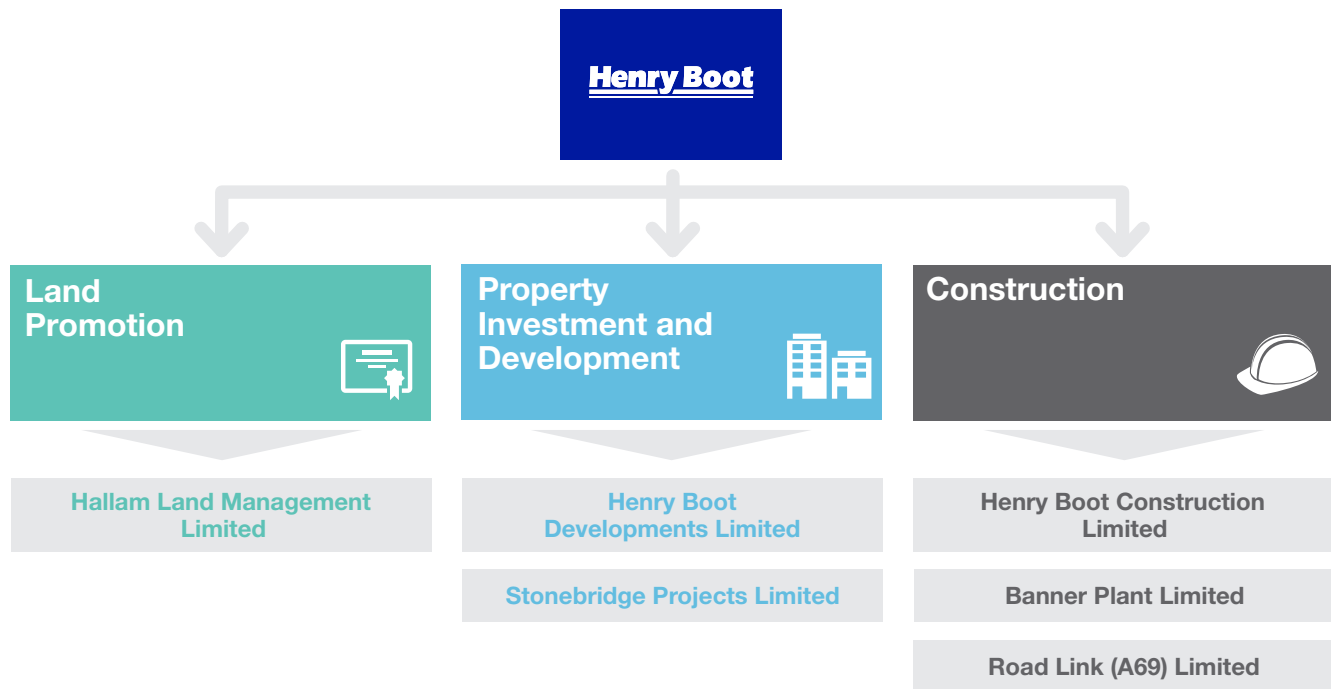 Henry Boot
Land
Promotion
Property
Investment and
Development
Construction
Hallam Land Management
Limited
Henry Boot
Developments Limited
Henry Boot Construction
Limited
Stonebridge Projects Limited
Banner Plant Limited
Road Link (A69) Limited